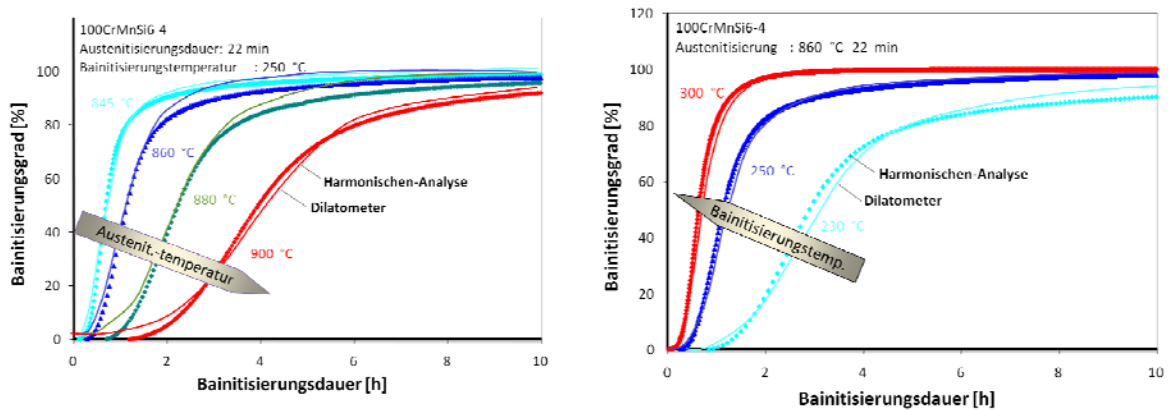 100CrMnSi6-4
Austenitisierungsdauer: 22 min
Bainitisierungstemperatur : 250 °C
100
80
60
40
20
0
Bainitisierungsgrad [%]
845 °C
860 °C
880 °C
900 °C
Harmonischen-Analyse
Dilatometer
Austenit.-temperatur
0 2 4 6 8 10
Bainitisierungsdauer [h]
100CrMnSi6-4
Austenitisierung : 860 °C 22 min
120
100
80
60
40
20
0
Bainitisierungsgrad [%]
300 °C
250 °C
230 °C
Harmonischen-Analyse
Dilatometer
Bainitisierungstemp.
0 2 4 6 8 10
Bainitisierungsdauer [h]